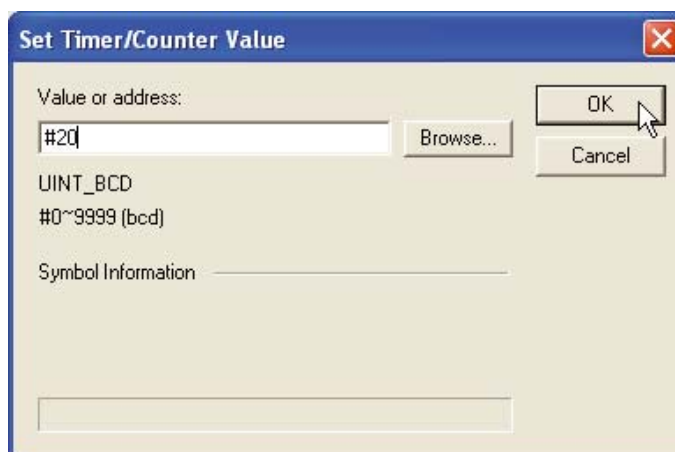 Set Timer/Counter Value
Value or address:
#20
Browse...
OK
Cancel
UINT_BCD
#0~9999 (bcd)
Symbol Information